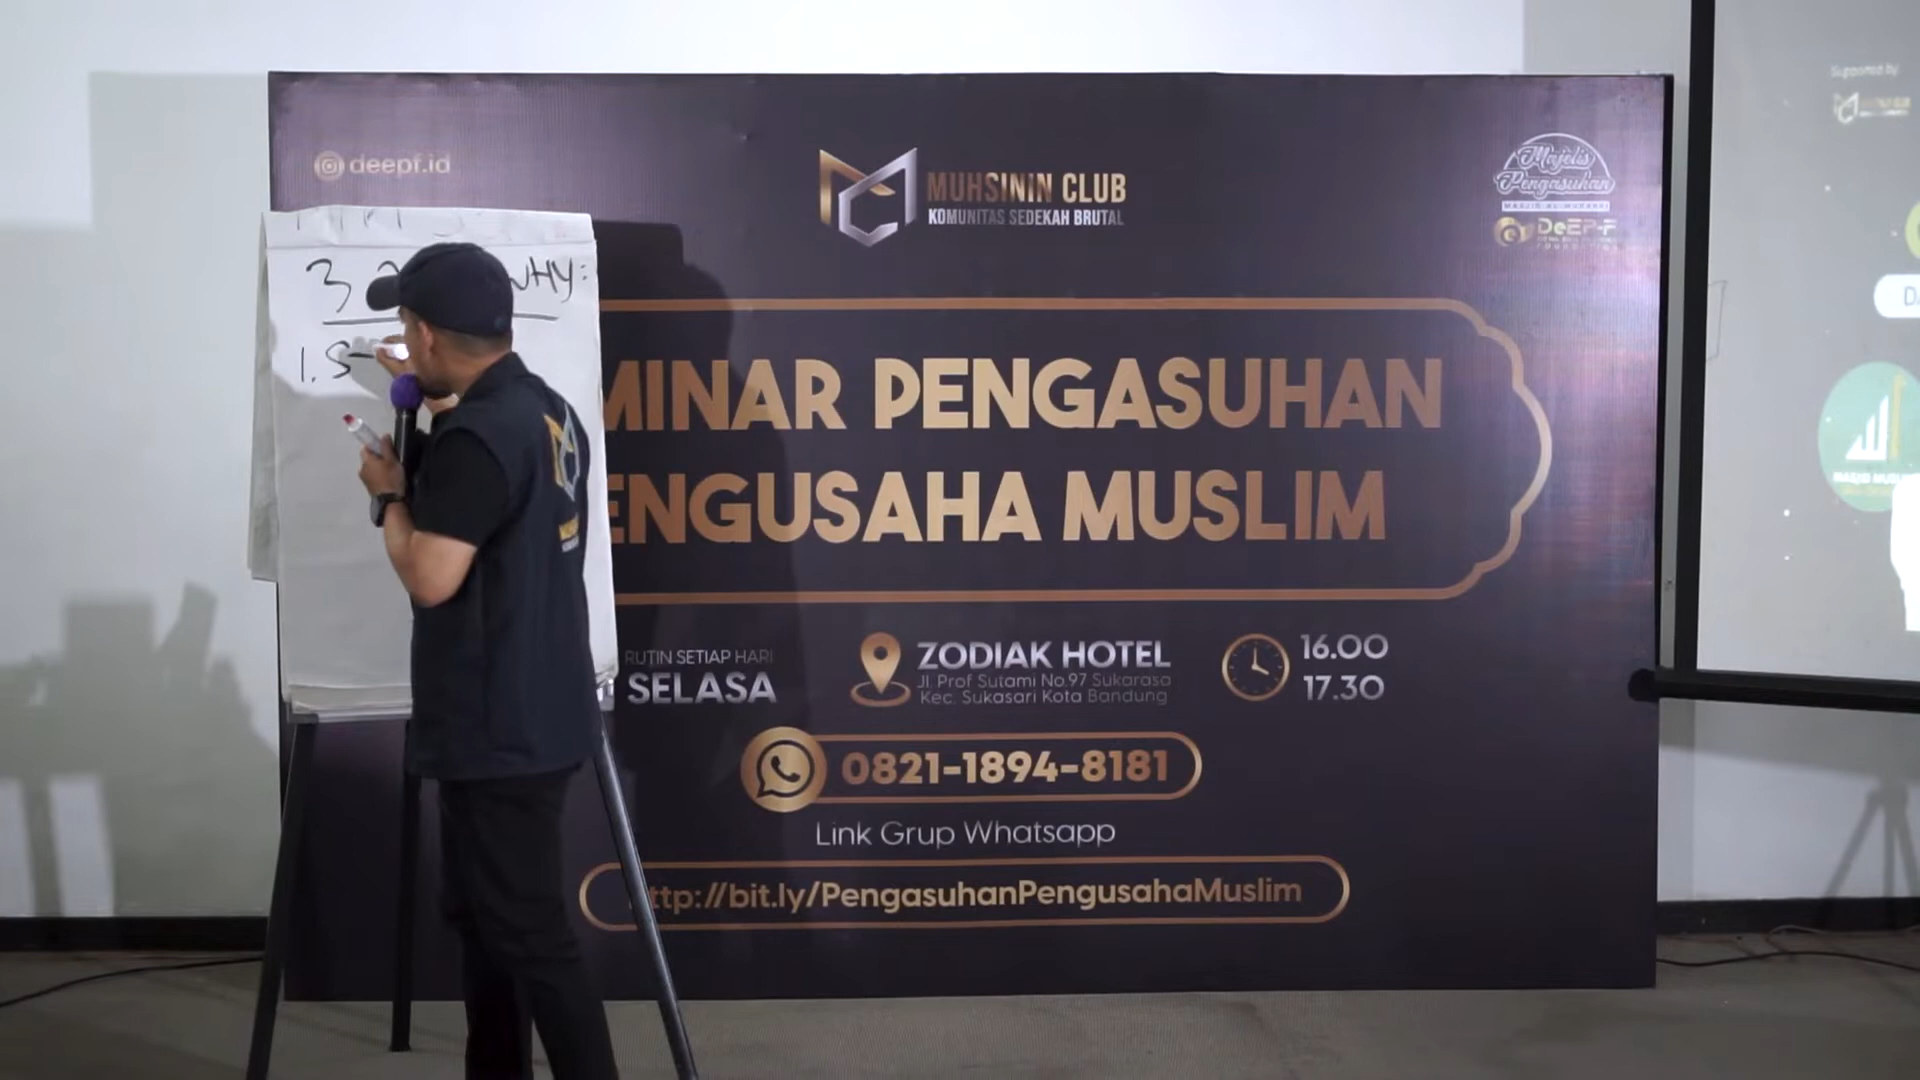 deepf.id
MUHSININ CLUB
KOMUNITAS SEDEKAH BRUTAL
Majelis
Pengasuhan
DeEP-F
Supported by
3 WHY:
1. S
MINAR PENGASUHAN
ENGUSAHA MUSLIM
RUTIN SETIAP HARI
SELASA
ZODIAK HOTEL
Jl. Prof Sutami No.97 Sukarasa
Kec. Sukasari Kota Bandung
16.00
17.30
0821-1894-8181
Link Grup Whatsapp
ttp://bit.ly/PengasuhanPengusahaMuslim